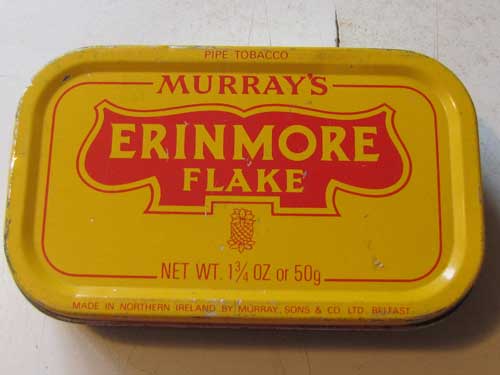 PIPE TOBACCO
MURRAY'S
ERINMORE
FLAKE
NET WT. 1¾ OZ or 50g
MADE IN NORTHERN IRELAND BY MURRAY, SONS & CO LTD. BELFAST